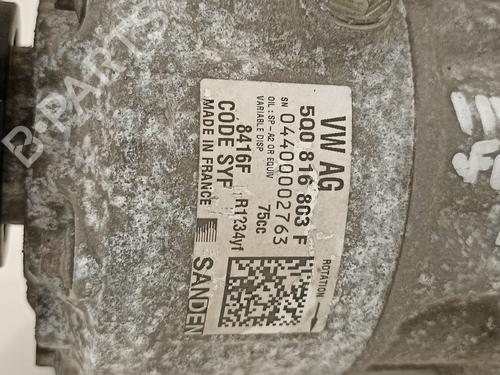 VW AG
5Q0 816 803 F
SN 04400002763
OIL : SP-A2 OR EQUIV 75CC
VARIABLE DISP
8416F R1234yf
CODE SYF
MADE IN FRANCE
ROTATION
SANDEN
B-PARTS